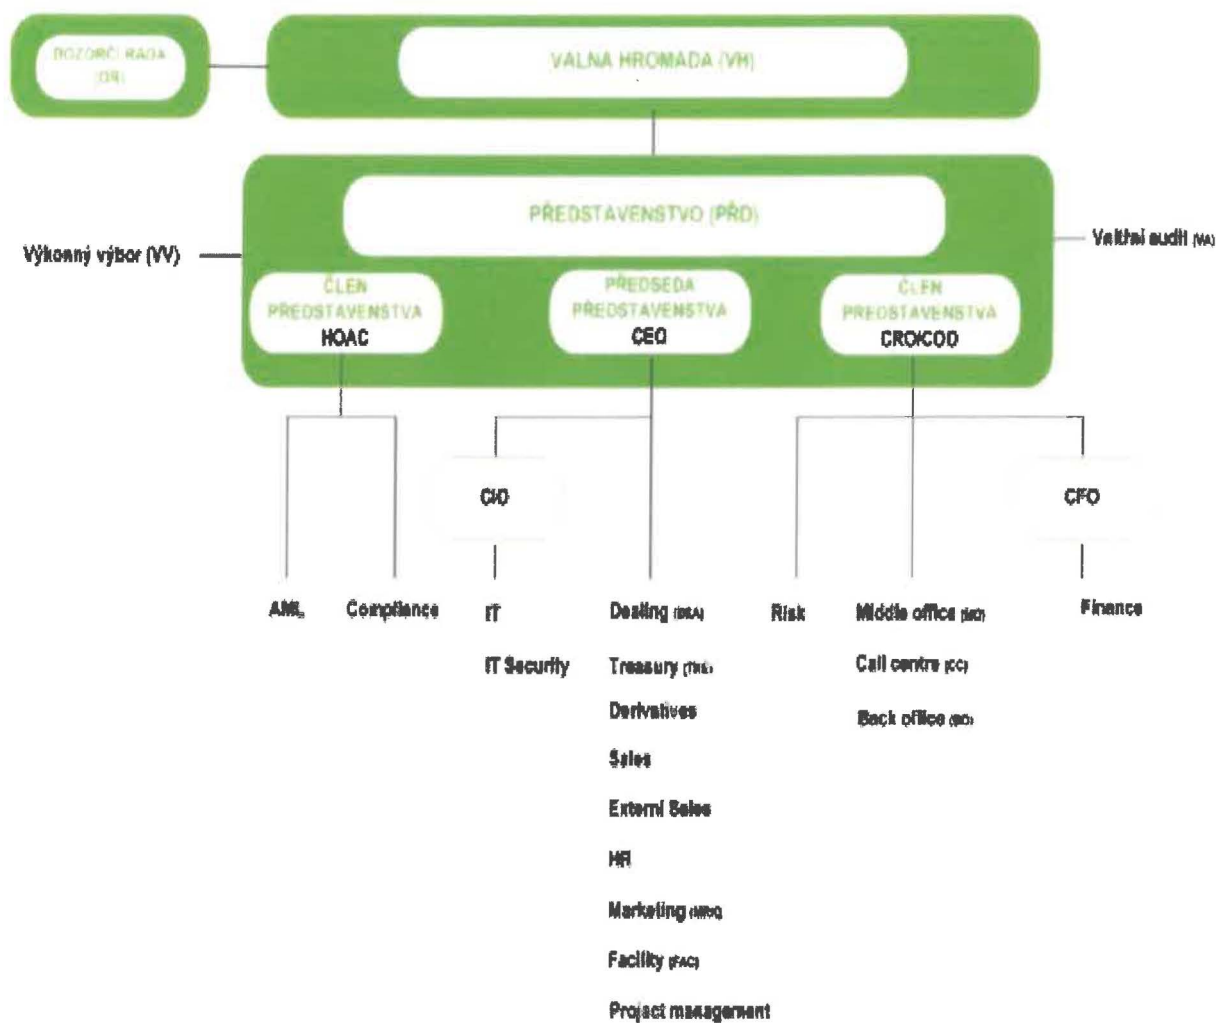 DOZORČÍ RADA
(DR)
VALNÁ HROMADA (VH)
PŘEDSTAVENSTVO (PŘD)
Výkonný výbor (VV)
Vnitřní audit (VA)
ČLEN
PŘEDSTAVENSTVA
HOAC
PŘEDSEDA
PŘEDSTAVENSTVA
CEO
ČLEN
PŘEDSTAVENSTVA
CRO/COO
CIO
CFO
AML
Compliance
IT
IT Security
Dealing (DEA)
Treasury (TRE)
Derivatives
Sales
Externí Sales
HR
Marketing
Facility (FAC)
Project management
Risk
Middle office (MO)
Call centre (CC)
Back office (BO)
Finance